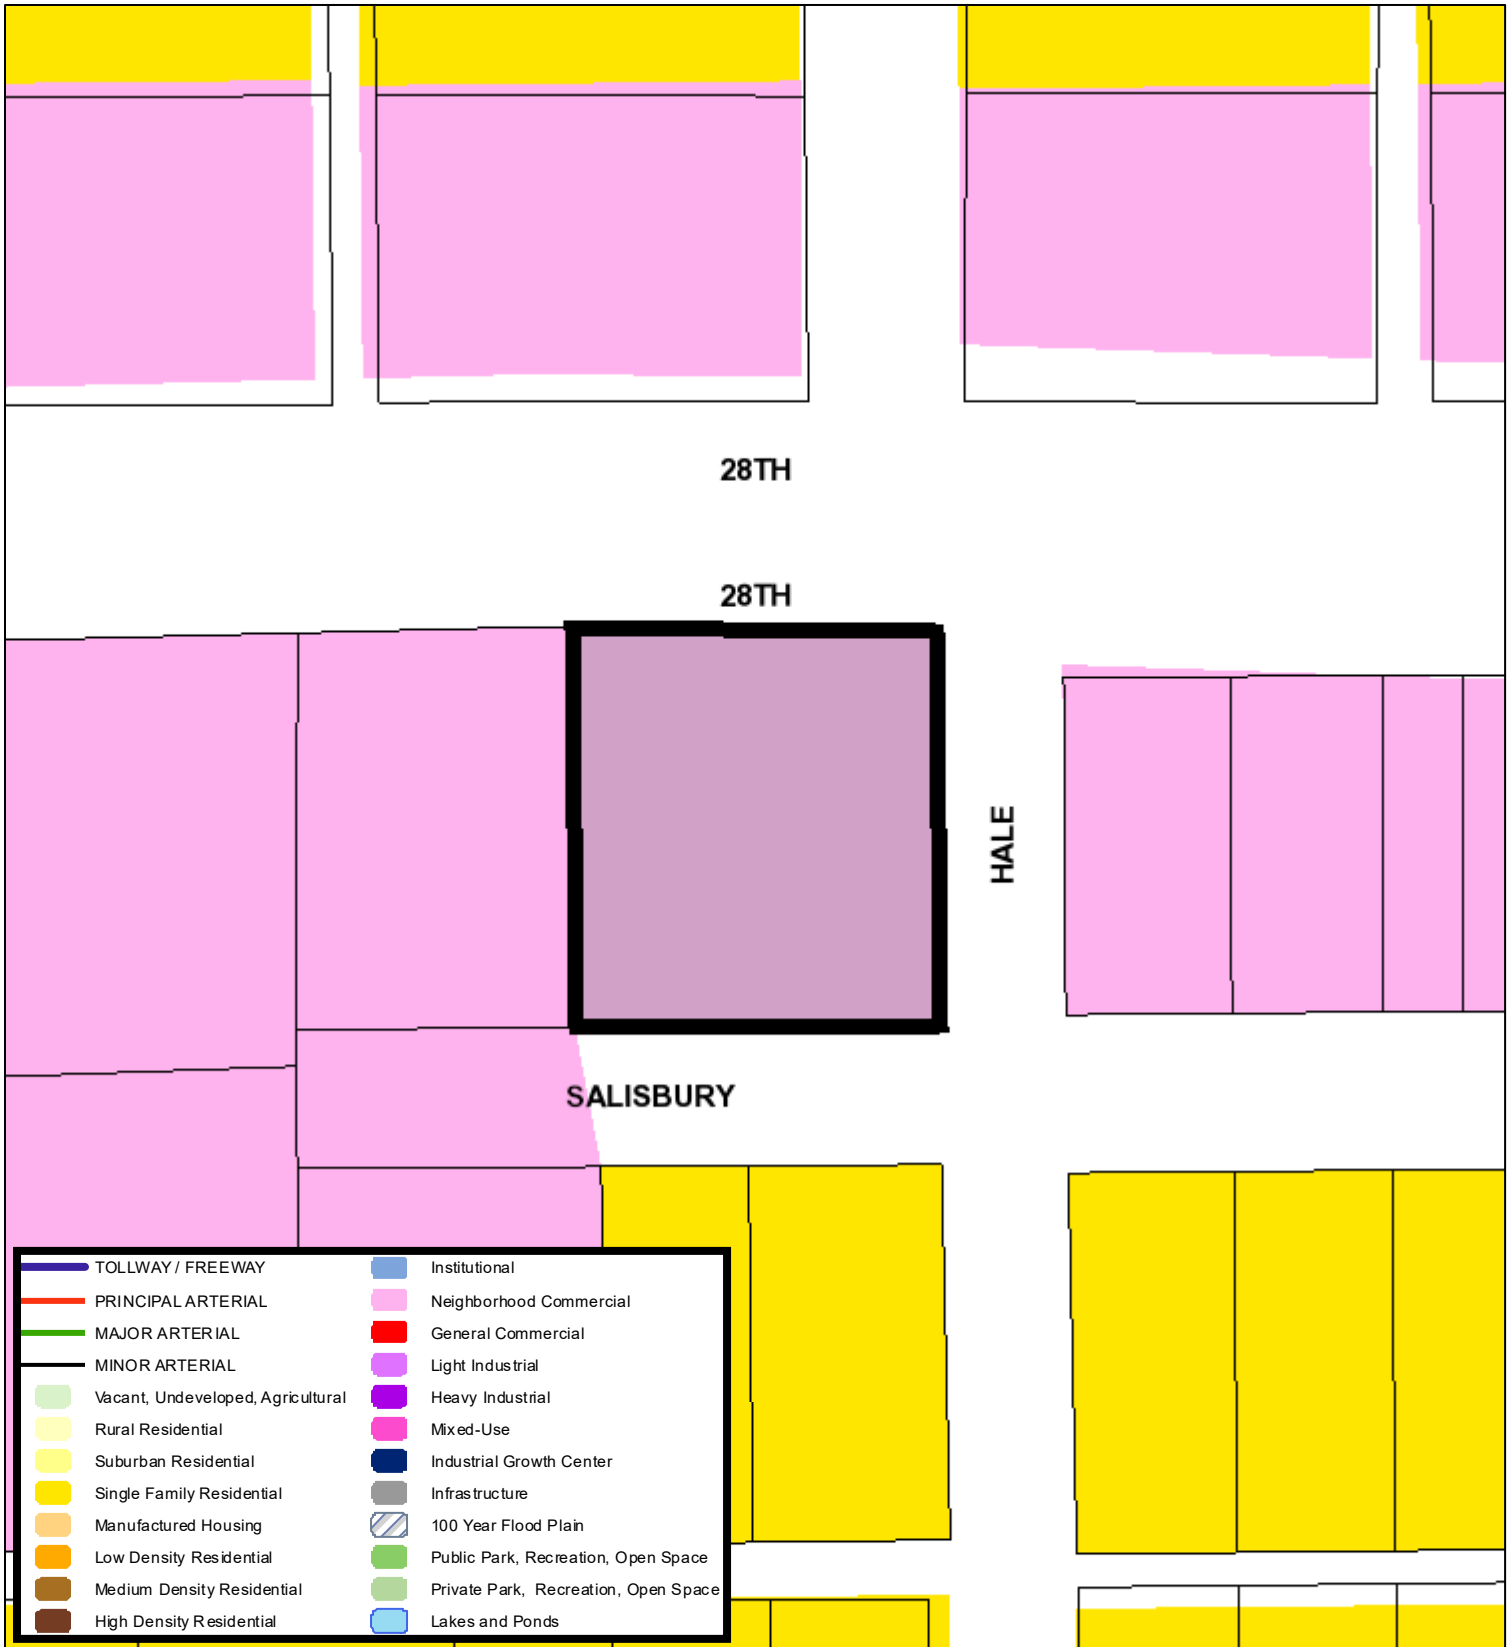 28TH
28TH
HALE
SALISBURY
TOLLWAY / FREEWAY
PRINCIPAL ARTERIAL
MAJOR ARTERIAL
MINOR ARTERIAL
Vacant, Undeveloped, Agricultural
Rural Residential
Suburban Residential
Single Family Residential
Manufactured Housing
Low Density Residential
Medium Density Residential
High Density Residential
Institutional
Neighborhood Commercial
General Commercial
Light Industrial
Heavy Industrial
Mixed-Use
Industrial Growth Center
Infrastructure
100 Year Flood Plain
Public Park, Recreation, Open Space
Private Park, Recreation, Open Space
Lakes and Ponds